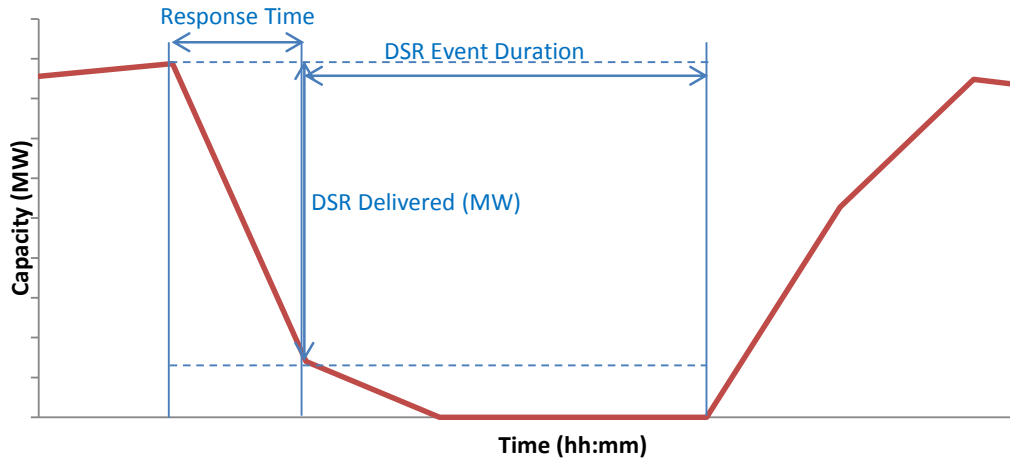 Response Time
DSR Event Duration
DSR Delivered (MW)
Capacity (MW)
Time (hh:mm)